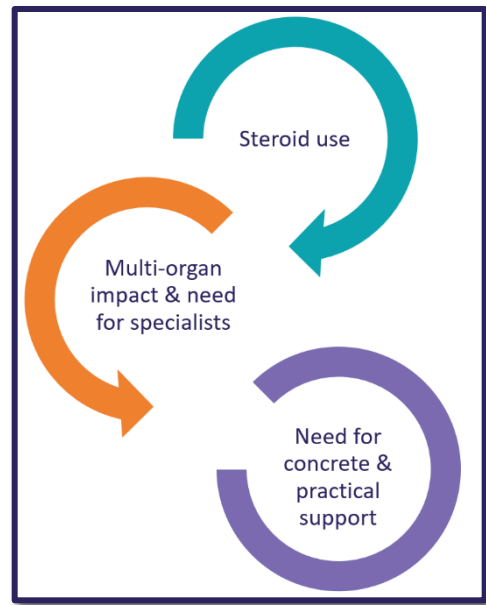 Steroid use
Multi-organ
impact & need
for specialists
Need for
concrete &
practical
support